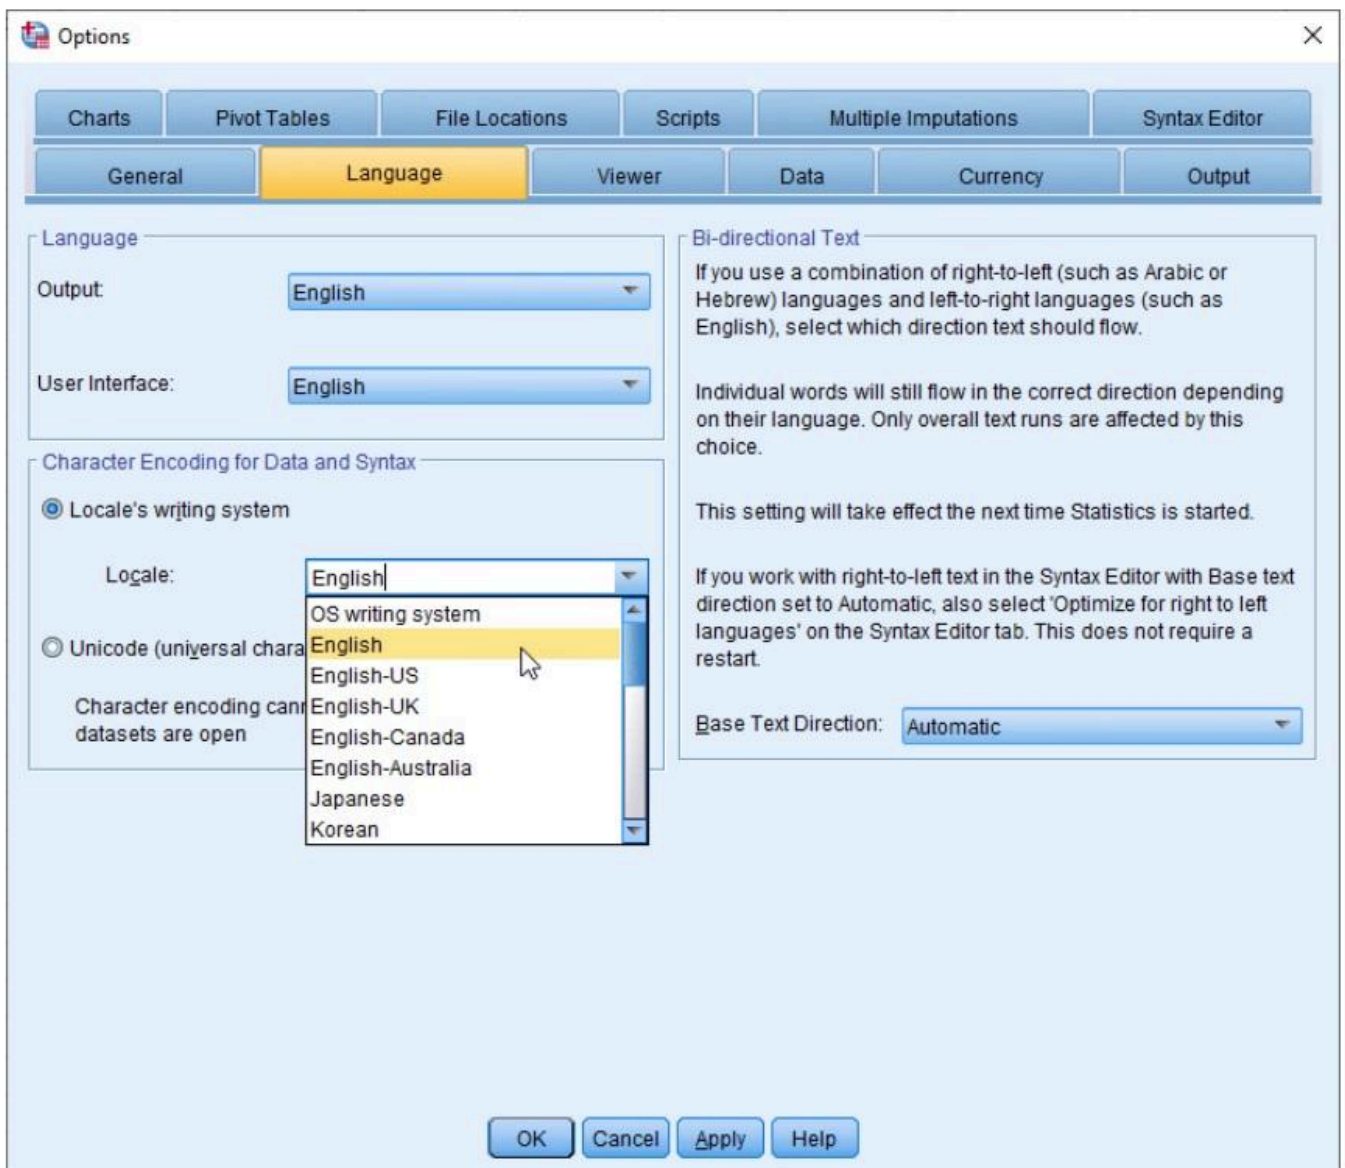 Options
Charts
Pivot Tables
File Locations
Scripts
Multiple Imputations
Syntax Editor
General
Language
Viewer
Data
Currency
Output
Language
Output:
English
User Interface:
English
Character Encoding for Data and Syntax
Locale's writing system
Locale:
English
OS writing system
English
English-US
English-UK
English-Canada
English-Australia
Japanese
Korean
Unicode (universal chara
Character encoding
datasets are open
Bi-directional Text
If you use a combination of right-to-left (such as Arabic or
Hebrew) languages and left-to-right languages (such as
English), select which direction text should flow.
Individual words will still flow in the correct direction depending
on their language. Only overall text runs are affected by this
choice.
This setting will take effect the next time Statistics is started.
If you work with right-to-left text in the Syntax Editor with Base text
direction set to Automatic, also select 'Optimize for right to left
languages' on the Syntax Editor tab. This does not require a
restart.
Base Text Direction:
Automatic
OK
Cancel
Apply
Help